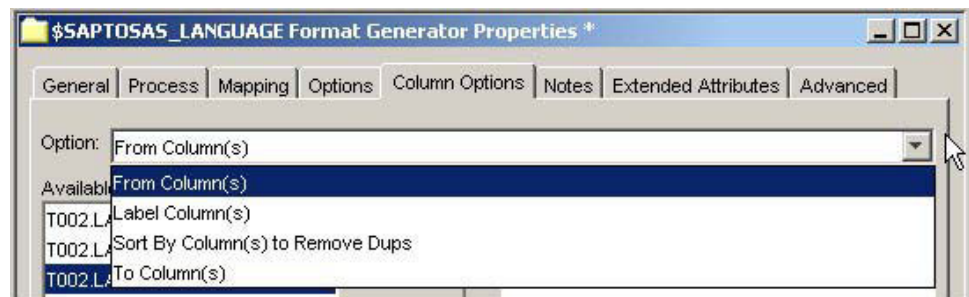 $SAPTOSAS_LANGUAGE Format Generator Properties *
General Process Mapping Options Column Options Notes Extended Attributes Advanced
Option: From Column(s)
From Column(s)
Label Column(s)
Sort By Column(s) to Remove Dups
To Column(s)